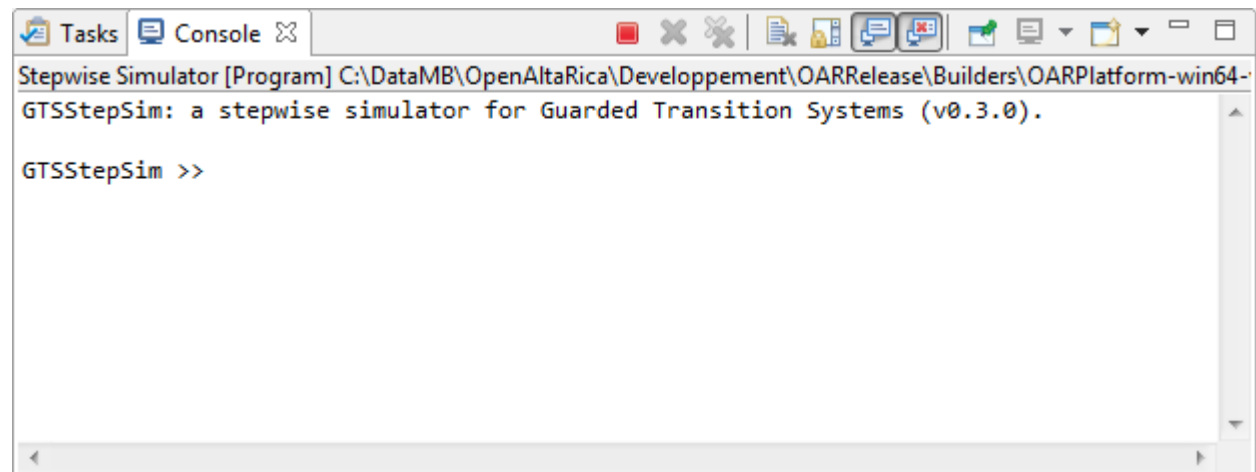 Tasks Console
Stepwise Simulator [Program] C:\DataMB\OpenAltaRica\Developpement\OARRelease\Builders\OARPlatform-win64-
GTSStepSim: a stepwise simulator for Guarded Transition Systems (v0.3.0).
GTSStepSim >>